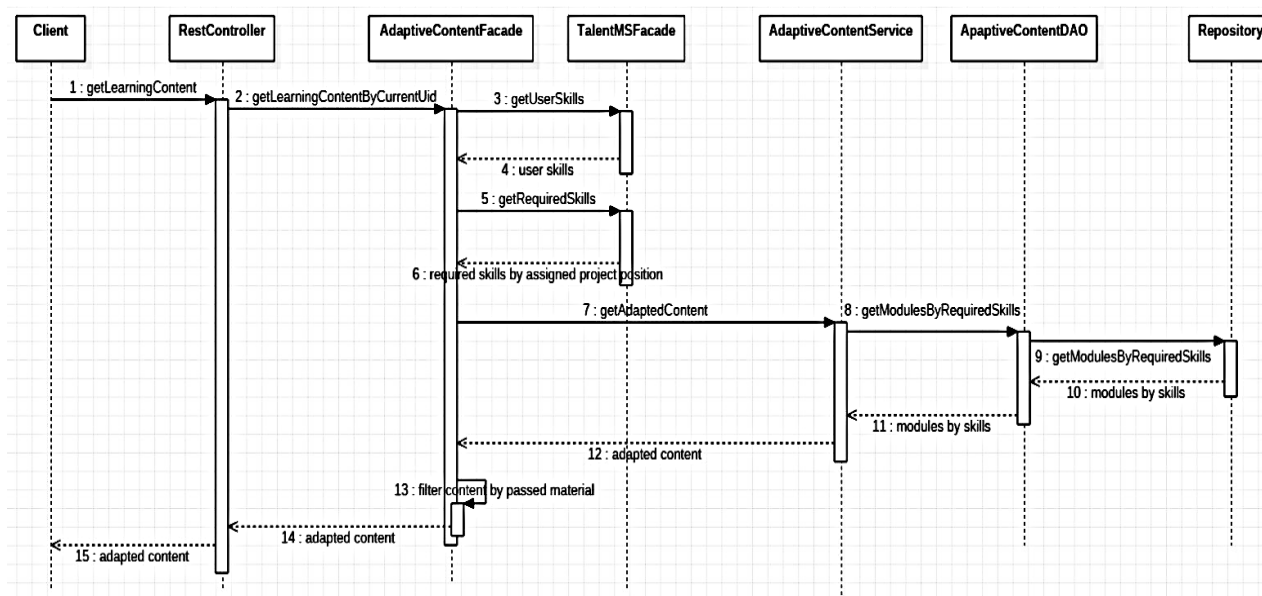 Client
RestController
AdaptiveContentFacade
TalentMSFacade
AdaptiveContentService
ApaptiveContentDAO
Repository
1 : getLearningContent
2 : getLearningContentByCurrentUid
3 : getUserSkills
4 : user skills
5 : getRequiredSkills
6 : required skills by assigned project position
7 : getAdaptedContent
8 : getModulesByRequiredSkills
9 : getModulesByRequiredSkills
10 : modules by skills
11 : modules by skills
12 : adapted content
13 : filter content by passed material
14 : adapted content
15 : adapted content